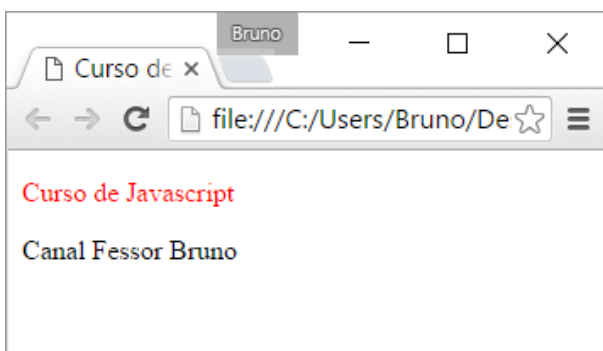 Bruno
Curso de
file:///C:/Users/Bruno/De
Curso de Javascript
Canal Fessor Bruno